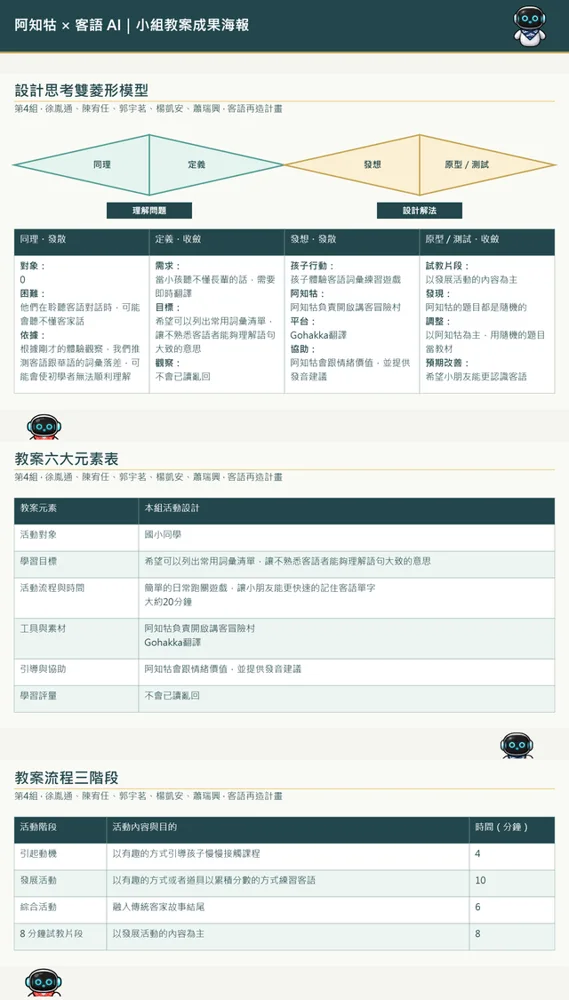 阿知牯 × 客語 AI｜小組教案成果海報
設計思考雙菱形模型
第4組 · 徐胤通、陳宥任、郭宇茗、楊凱安、蕭瑞興 · 客語再造計畫
同理
定義
發想
原型 / 測試
理解問題
設計解法
同理 · 發散
定義 · 收斂
發想 · 發散
原型 / 測試 · 收斂
對象：
0
困難：
他們在聆聽客語對話時，可能
會聽不懂客家話
依據：
根據剛才的體驗觀察，我們推
測客語跟華語的詞彙落差，可
能會使初學者無法順利理解
需求：
當小孩聽不懂長輩的話，需要
即時翻譯
目標：
希望可以列出常用詞彙清單，
讓不熟悉客語者能夠理解語句
大致的意思
觀察：
不會已讀亂回
孩子行動：
孩子體驗客語詞彙練習遊戲
阿知牯：
阿知牯負責開啟講客冒險村
平台：
Gohakka翻譯
協助：
阿知牯會跟情緒價值，並提供
發音建議
試教片段：
以發展活動的內容為主
發現：
阿知牯的題目都是隨機的
調整：
以阿知牯為主，用隨機的題目
當教材
預期改善：
希望小朋友能更認識客語
教案六大元素表
第4組 · 徐胤通、陳宥任、郭宇茗、楊凱安、蕭瑞興 · 客語再造計畫
教案元素
本組活動設計
活動對象
國小同學
學習目標
希望可以列出常用詞彙清單，讓不熟悉客語者能夠理解語句大致的意思
活動流程與時間
簡單的日常跑關遊戲，讓小朋友能更快速的記住客語單字
大約20分鐘
工具與素材
阿知牯負責開啟講客冒險村
Gohakka翻譯
引導與協助
阿知牯會跟情緒價值，並提供發音建議
學習評量
不會已讀亂回
教案流程三階段
第4組 · 徐胤通、陳宥任、郭宇茗、楊凱安、蕭瑞興 · 客語再造計畫
活動階段
活動內容與目的
時間（分鐘）
引起動機
以有趣的方式引導孩子慢慢接觸課程
4
發展活動
以有趣的方式或者道具以累積分數的方式練習客語
10
綜合活動
融入傳統客家故事結尾
6
8 分鐘試教片段
以發展活動的內容為主
8